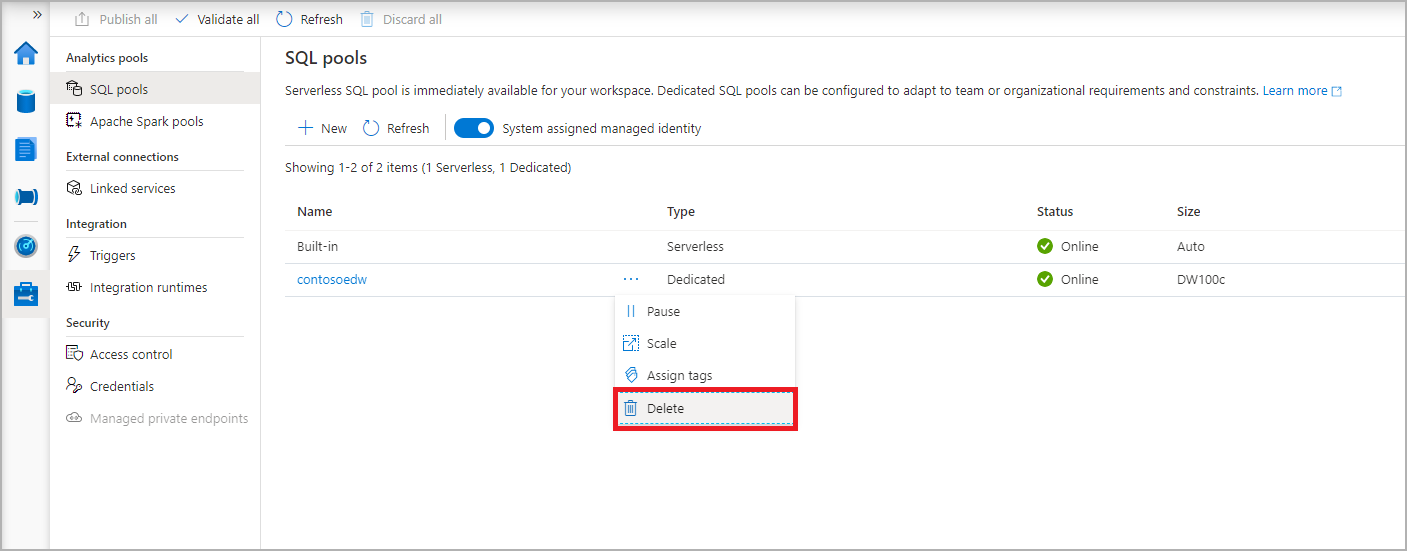 »
Publish all Validate all Refresh Discard all
Analytics pools
SQL pools
Apache Spark pools
External connections
Linked services
Integration
Triggers
Integration runtimes
Security
Access control
Credentials
Managed private endpoints
SQL pools
Serverless SQL pool is immediately available for your workspace. Dedicated SQL pools can be configured to adapt to team or organizational requirements and constraints. Learn more
New Refresh System assigned managed identity
Showing 1-2 of 2 items (1 Serverless, 1 Dedicated)
Name Type Status Size
Built-in Serverless Online Auto
contosoedw ... Dedicated Online DW100c
Pause
Scale
Assign tags
Delete